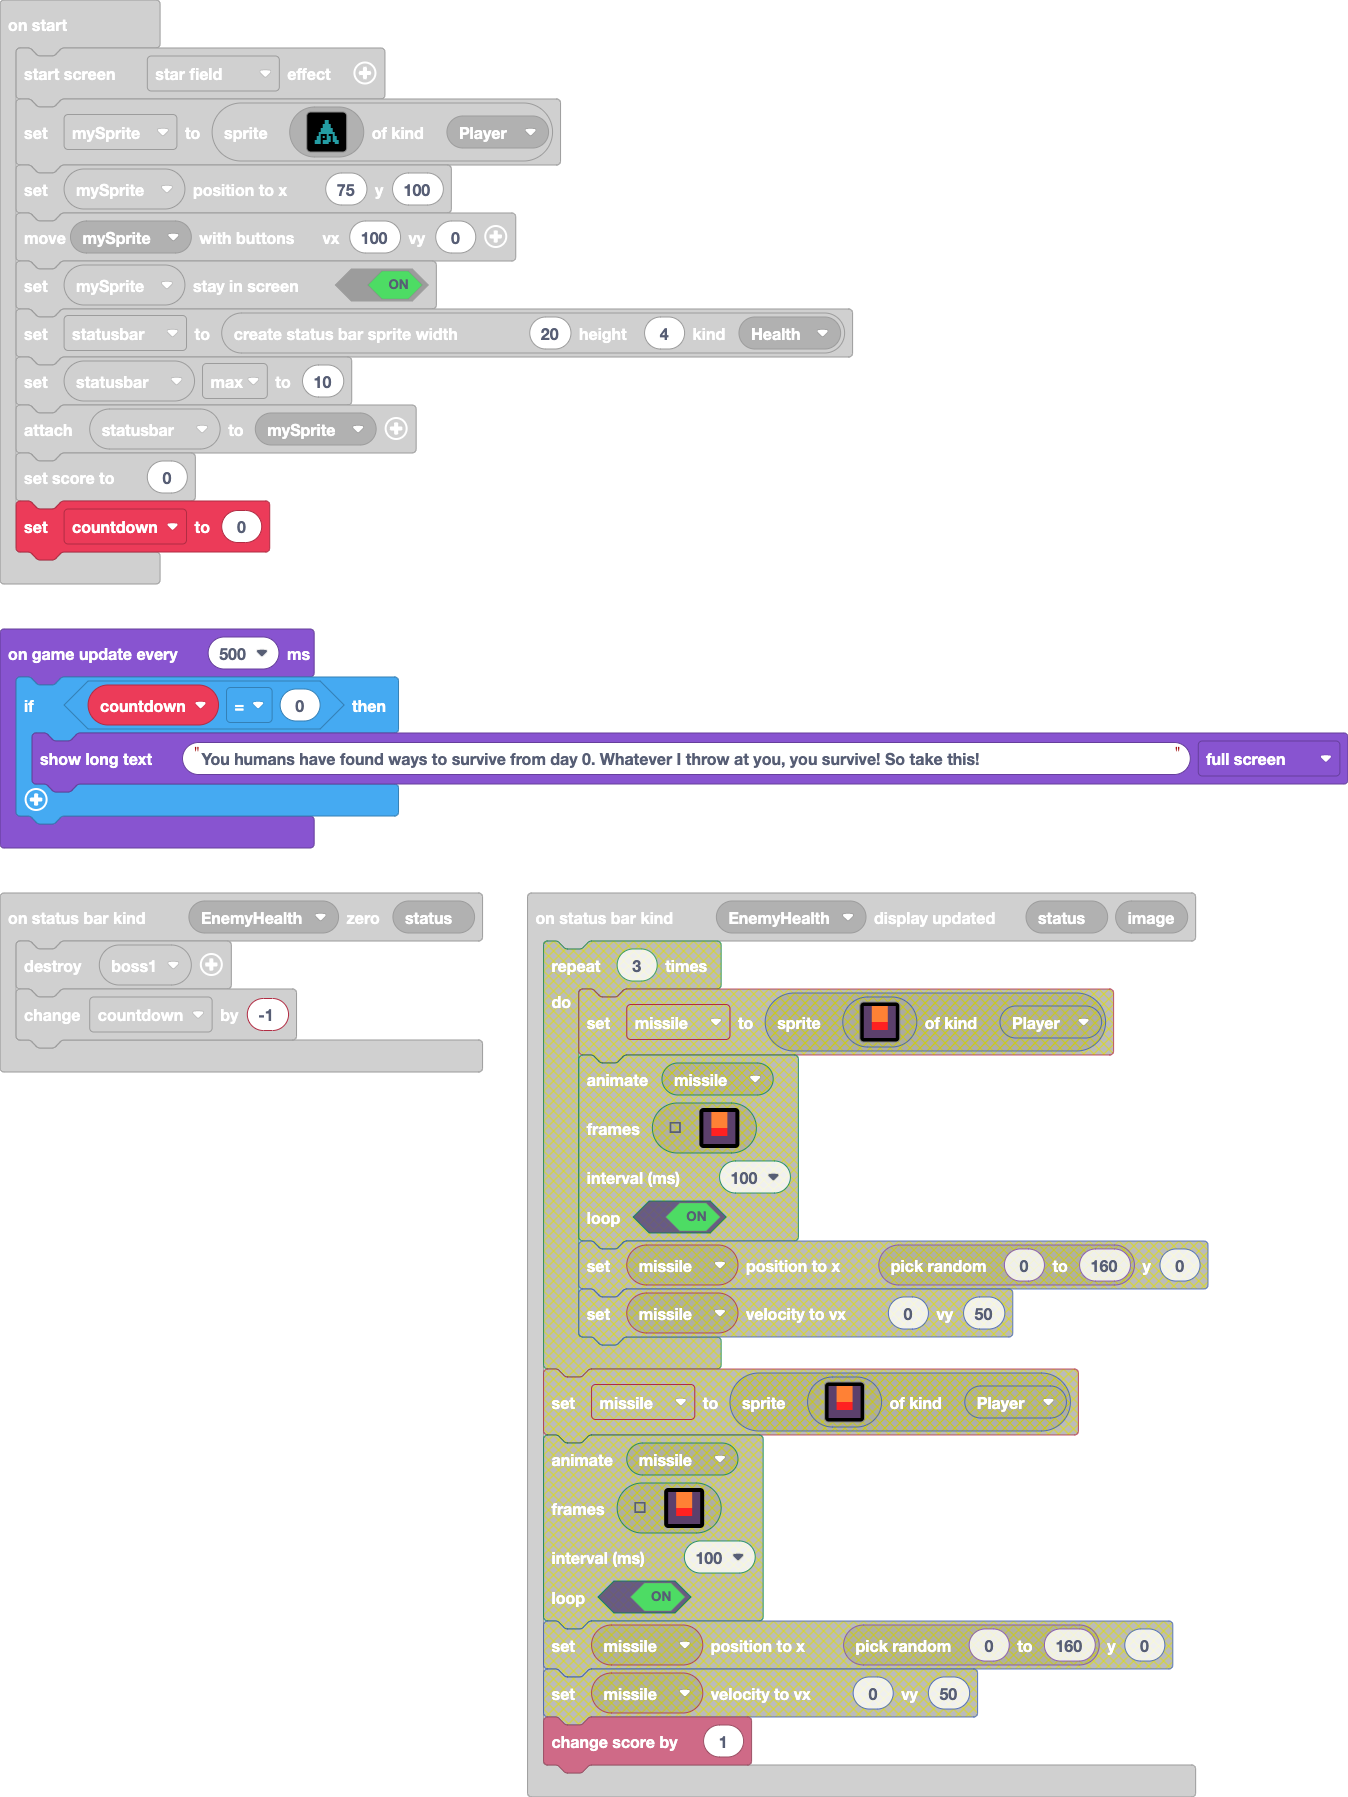 on start
start screen star field effect
set mySprite to sprite of kind Player
set mySprite position to x 75 y 100
move mySprite with buttons vx 100 vy 0
set mySprite stay in screen ON
set statusbar to create status bar sprite width 20 height 4 kind Health
set statusbar max to 10
attach statusbar to mySprite
set score to 0
set countdown to 0
on game update every 500 ms
if countdown = 0 then
show long text "You humans have found ways to survive from day 0. Whatever I throw at you, you survive! So take this!" full screen
on status bar kind EnemyHealth zero status
destroy boss1
change countdown by -1
on status bar kind EnemyHealth display updated status image
repeat 3 times
do
set missile to sprite of kind Player
animate missile
frames
interval (ms) 100
loop ON
set missile position to x pick random 0 to 160 y 0
set missile velocity to vx 0 vy 50
set missile to sprite of kind Player
animate missile
frames
interval (ms) 100
loop ON
set missile position to x pick random 0 to 160 y 0
set missile velocity to vx 0 vy 50
change score by 1